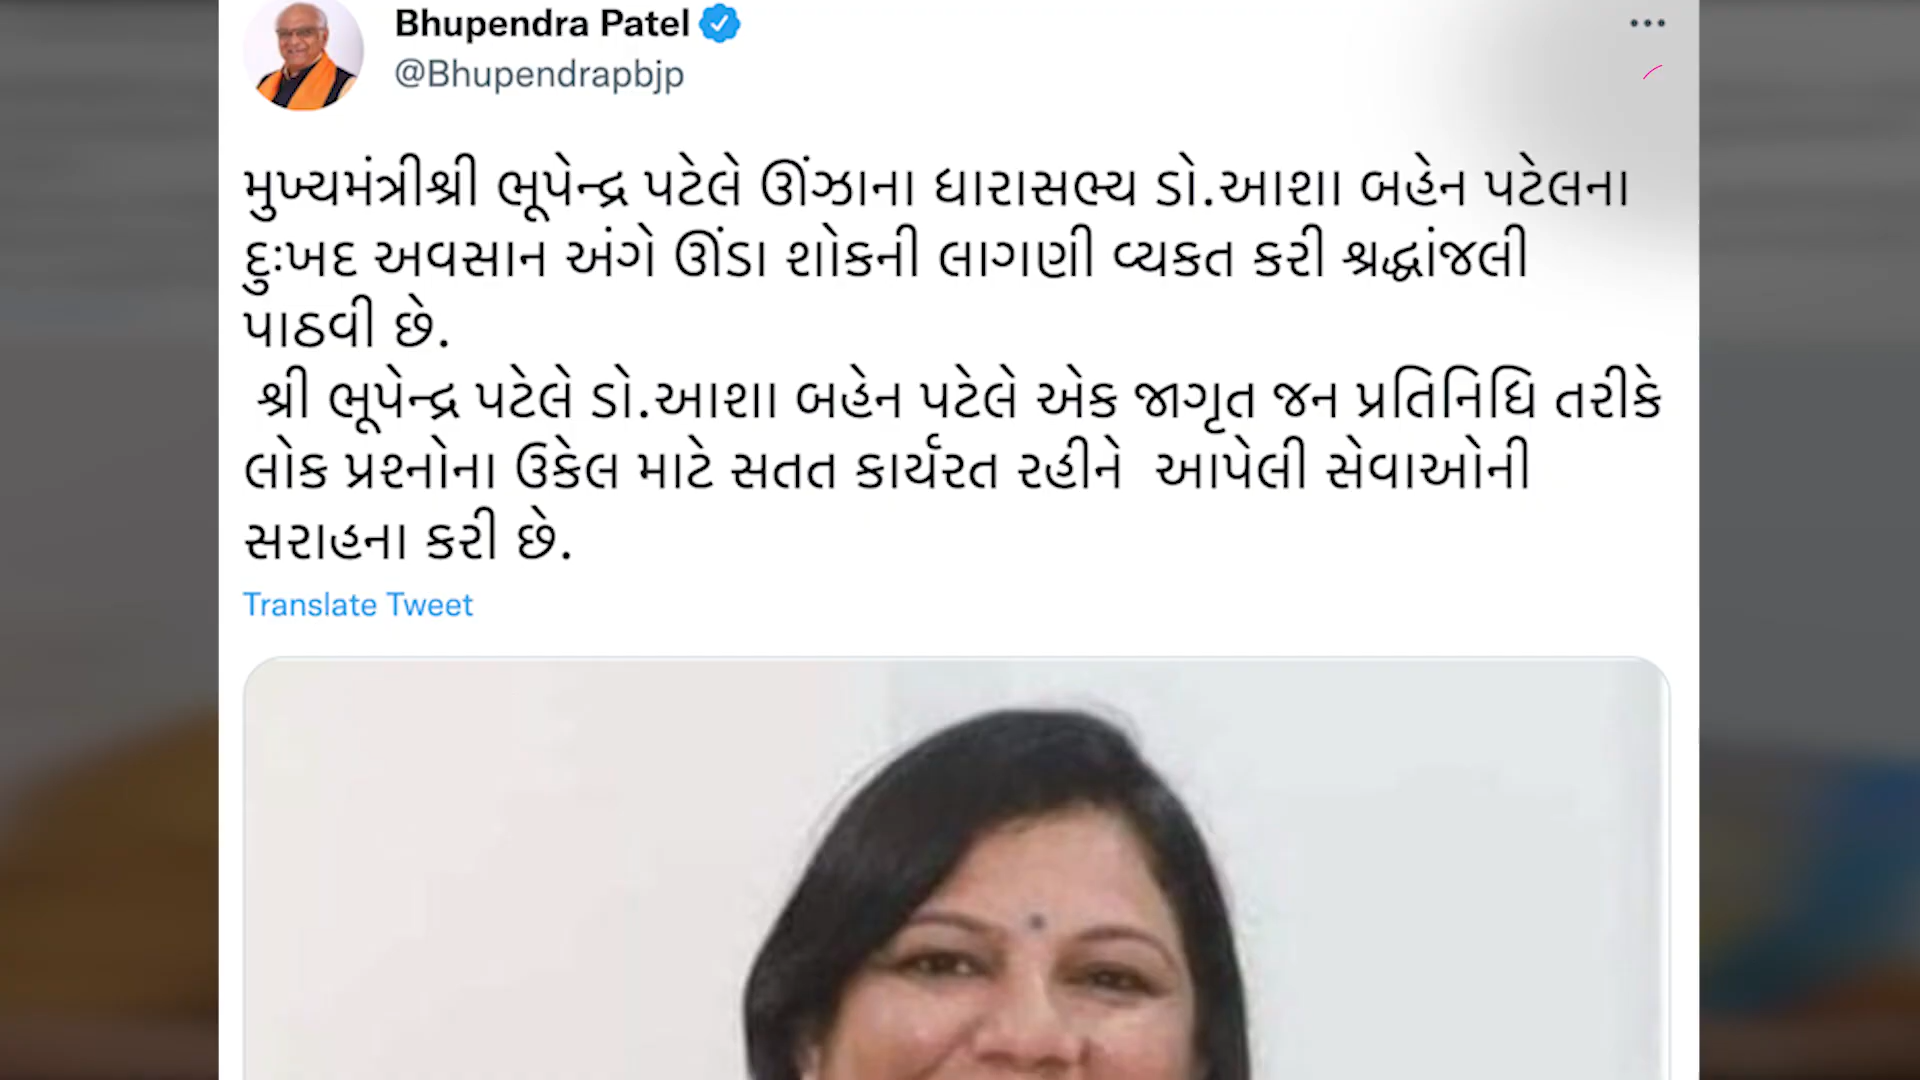 Bhupendra Patel
@Bhupendrapbjp
મુખ્યમંત્રીશ્રી ભૂપેન્દ્ર પટેલે ઊંઝાના ધારાસભ્ય ડો.આશા બહેન પટેલના
દુઃખદ અવસાન અંગે ઊંડા શોકની લાગણી વ્યકત કરી શ્રદ્ધાંજલી
પાઠવી છે.
શ્રી ભૂપેન્દ્ર પટેલે ડો.આશા બહેન પટેલે એક જાગૃત જન પ્રતિનિધિ તરીકે
લોક પ્રશ્નોના ઉકેલ માટે સતત કાર્યરત રહીને આપેલી સેવાઓની
સરાહના કરી છે.
Translate Tweet